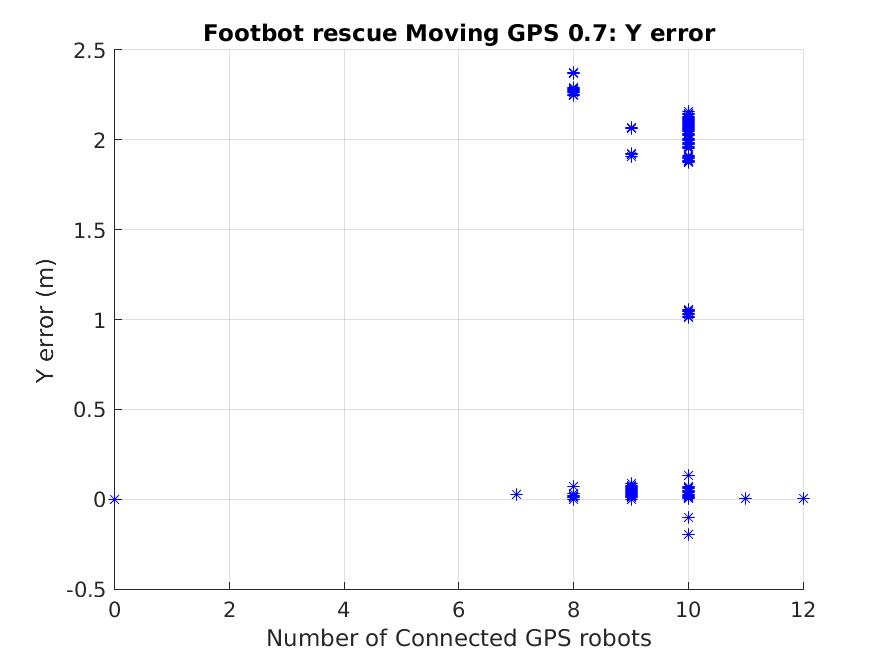 Footbot rescue Moving GPS 0.7: Y error
2.5
2
1.5
1
0.5
0
-0.5
Y error (m)
0 2 4 6 8 10 12
Number of Connected GPS robots